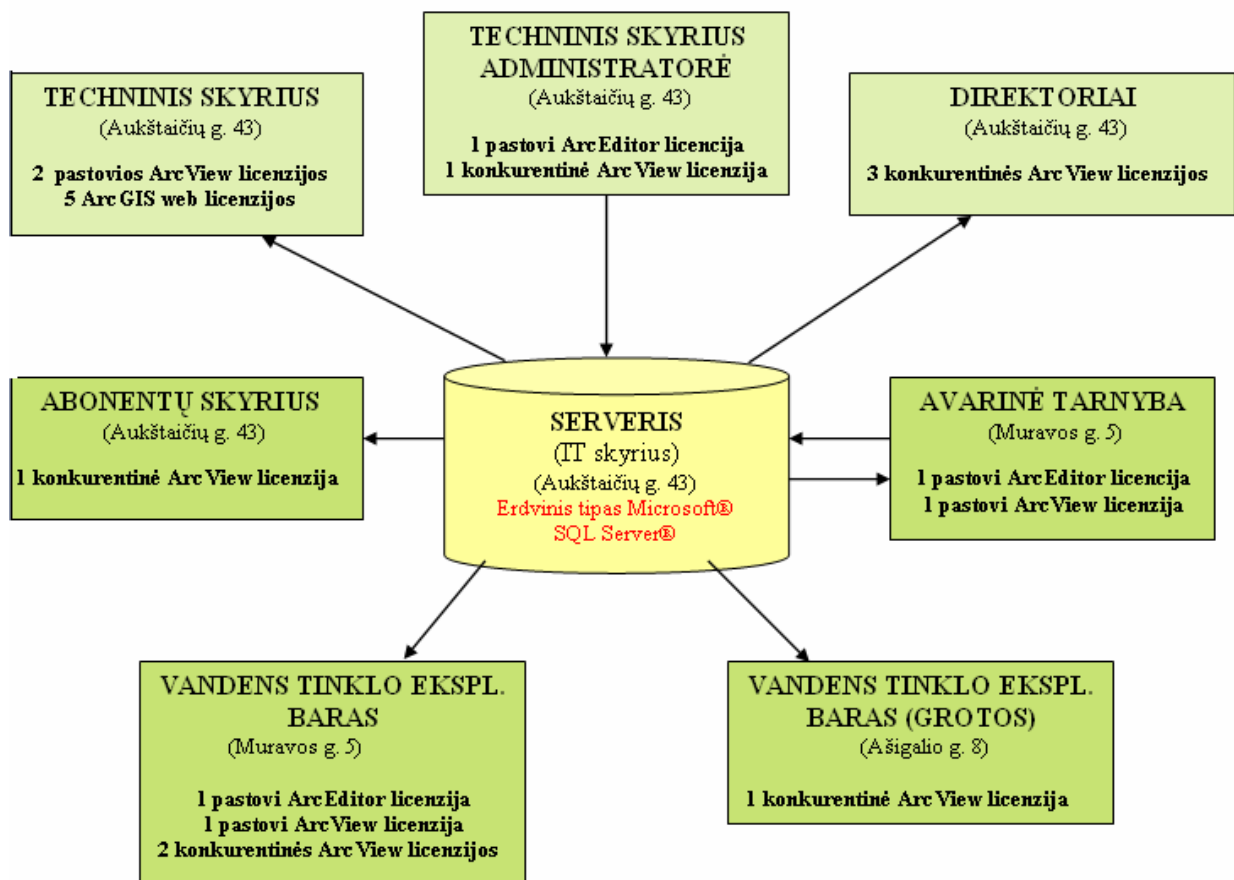 TECHNINIS SKYRIUS
ADMINISTRATORĖ
(Aukštaičių g. 43)
1 pastovi ArcEditor licencija
1 konkurentinė ArcView licenzija
TECHNINIS SKYRIUS
(Aukštaičių g. 43)
2 pastovios ArcView licenzijos
5 ArcGIS web licenzijos
DIREKTORIAI
(Aukštaičių g. 43)
3 konkurentinės ArcView licenzijos
ABONENTŲ SKYRIUS
(Aukštaičių g. 43)
1 konkurentinė ArcView licenzija
SERVERIS
(IT skyrius)
(Aukštaičių g. 43)
Erdvinis tipas Microsoft®
SQL Server®
AVARINĖ TARNYBA
(Muravos g. 5)
1 pastovi ArcEditor licencija
1 pastovi ArcView licenzija
VANDENS TINKLO EKSPL.
BARAS
(Muravos g. 5)
1 pastovi ArcEditor licenzija
1 pastovi ArcView licenzija
2 konkurentinės ArcView licenzijos
VANDENS TINKLO EKSPL.
BARAS (GROTOS)
(Ašigalio g. 8)
1 konkurentinė ArcView licenzija